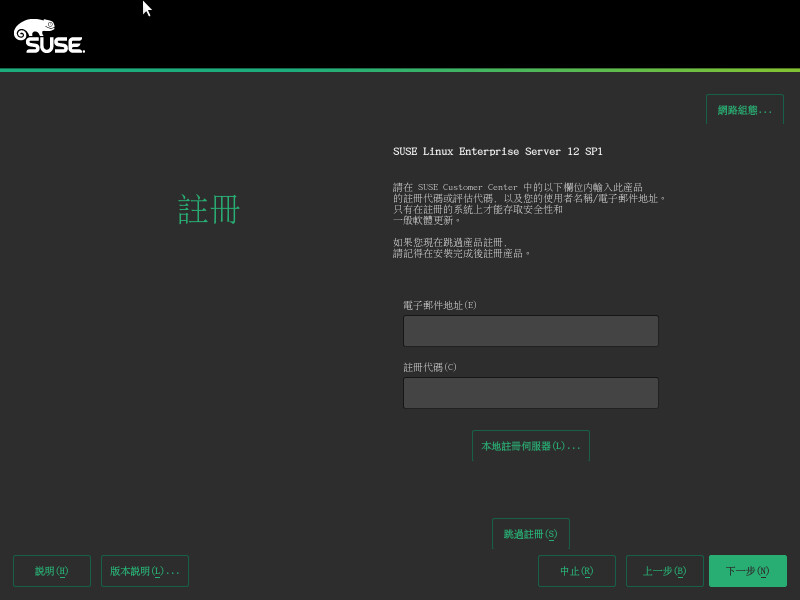 SUSE.
網路組態...
SUSE Linux Enterprise Server 12 SP1
註冊
請在 SUSE Customer Center 中的以下欄位內輸入此產品
的註冊代碼或評估代碼, 以及您的使用者名稱/電子郵件地址。
只有在註冊的系統上才能存取安全性和
一般軟體更新。
如果您現在跳過產品註冊,
請記得在安裝完成後註冊產品。
電子郵件地址(E)
註冊代碼(C)
本地註冊伺服器(L)...
跳過註冊(S)
說明(H)
版本說明(L)...
中止(R)
上一步(B)
下一步(N)